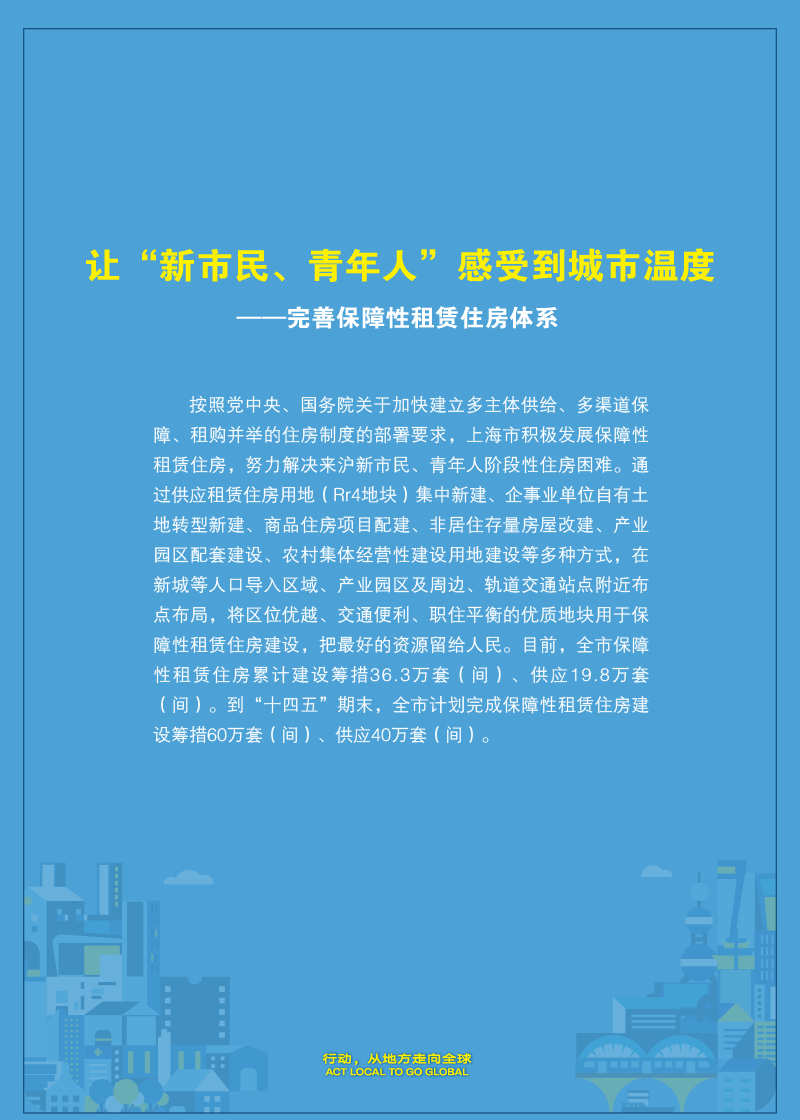 让“新市民、青年人”感受到城市温度
——完善保障性租赁住房体系
按照党中央、国务院关于加快建立多主体供给、多渠道保
障、租购并举的住房制度的部署要求，上海市积极发展保障性
租赁住房，努力解决来沪新市民、青年人阶段性住房困难。通
过供应租赁住房用地（Rr4地块）集中新建、企事业单位自有土
地转型新建、商品住房项目配建、非居住存量房屋改建、产业
园区配套建设、农村集体经营性建设用地建设等多种方式，在
新城等人口导入区域、产业园区及周边、轨道交通站点附近布
点布局，将区位优越、交通便利、职住平衡的优质地块用于保
障性租赁住房建设，把最好的资源留给人民。目前，全市保障
性租赁住房累计建设筹措36.3万套（间）、供应19.8万套
（间）。到“十四五”期末，全市计划完成保障性租赁住房建
设筹措60万套（间）、供应40万套（间）。
行动，从地方走向全球
ACT LOCAL TO GO GLOBAL